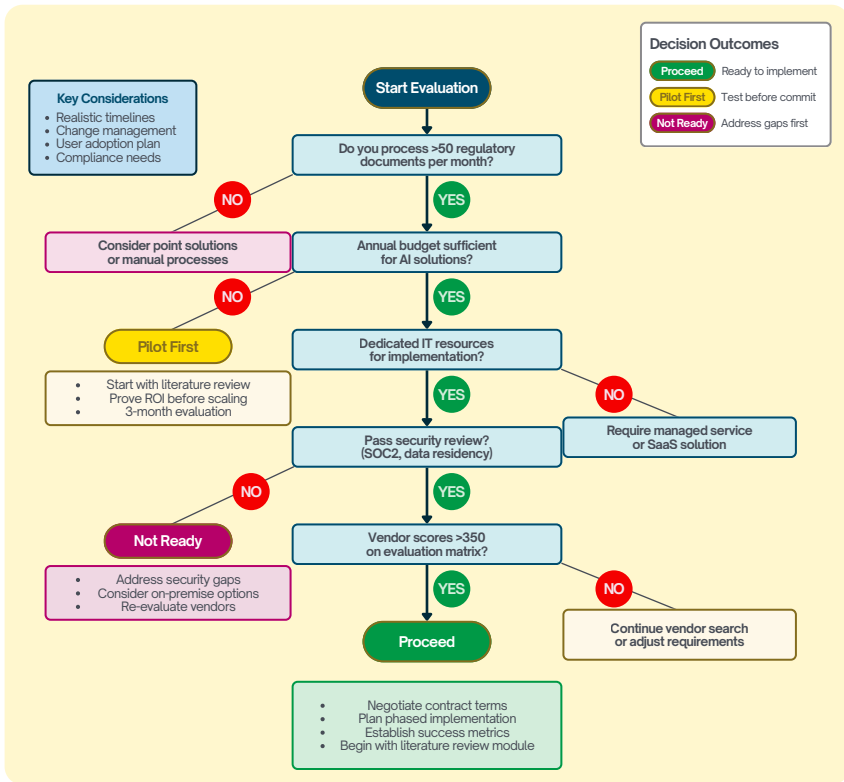 Decision Outcomes
Proceed
Ready to implement
Pilot First
Test before commit
Not Ready
Address gaps first
Key Considerations
• Realistic timelines
• Change management
• User adoption plan
• Compliance needs
Start Evaluation
Do you process >50 regulatory
documents per month?
NO
YES
Consider point solutions
or manual processes
Annual budget sufficient
for AI solutions?
NO
YES
Pilot First
• Start with literature review
• Prove ROI before scaling
• 3-month evaluation
Dedicated IT resources
for implementation?
YES
NO
Require managed service
or SaaS solution
Pass security review?
(SOC2, data residency)
NO
YES
Not Ready
• Address security gaps
• Consider on-premise options
• Re-evaluate vendors
Vendor scores >350
on evaluation matrix?
YES
NO
Continue vendor search
or adjust requirements
Proceed
• Negotiate contract terms
• Plan phased implementation
• Establish success metrics
• Begin with literature review module